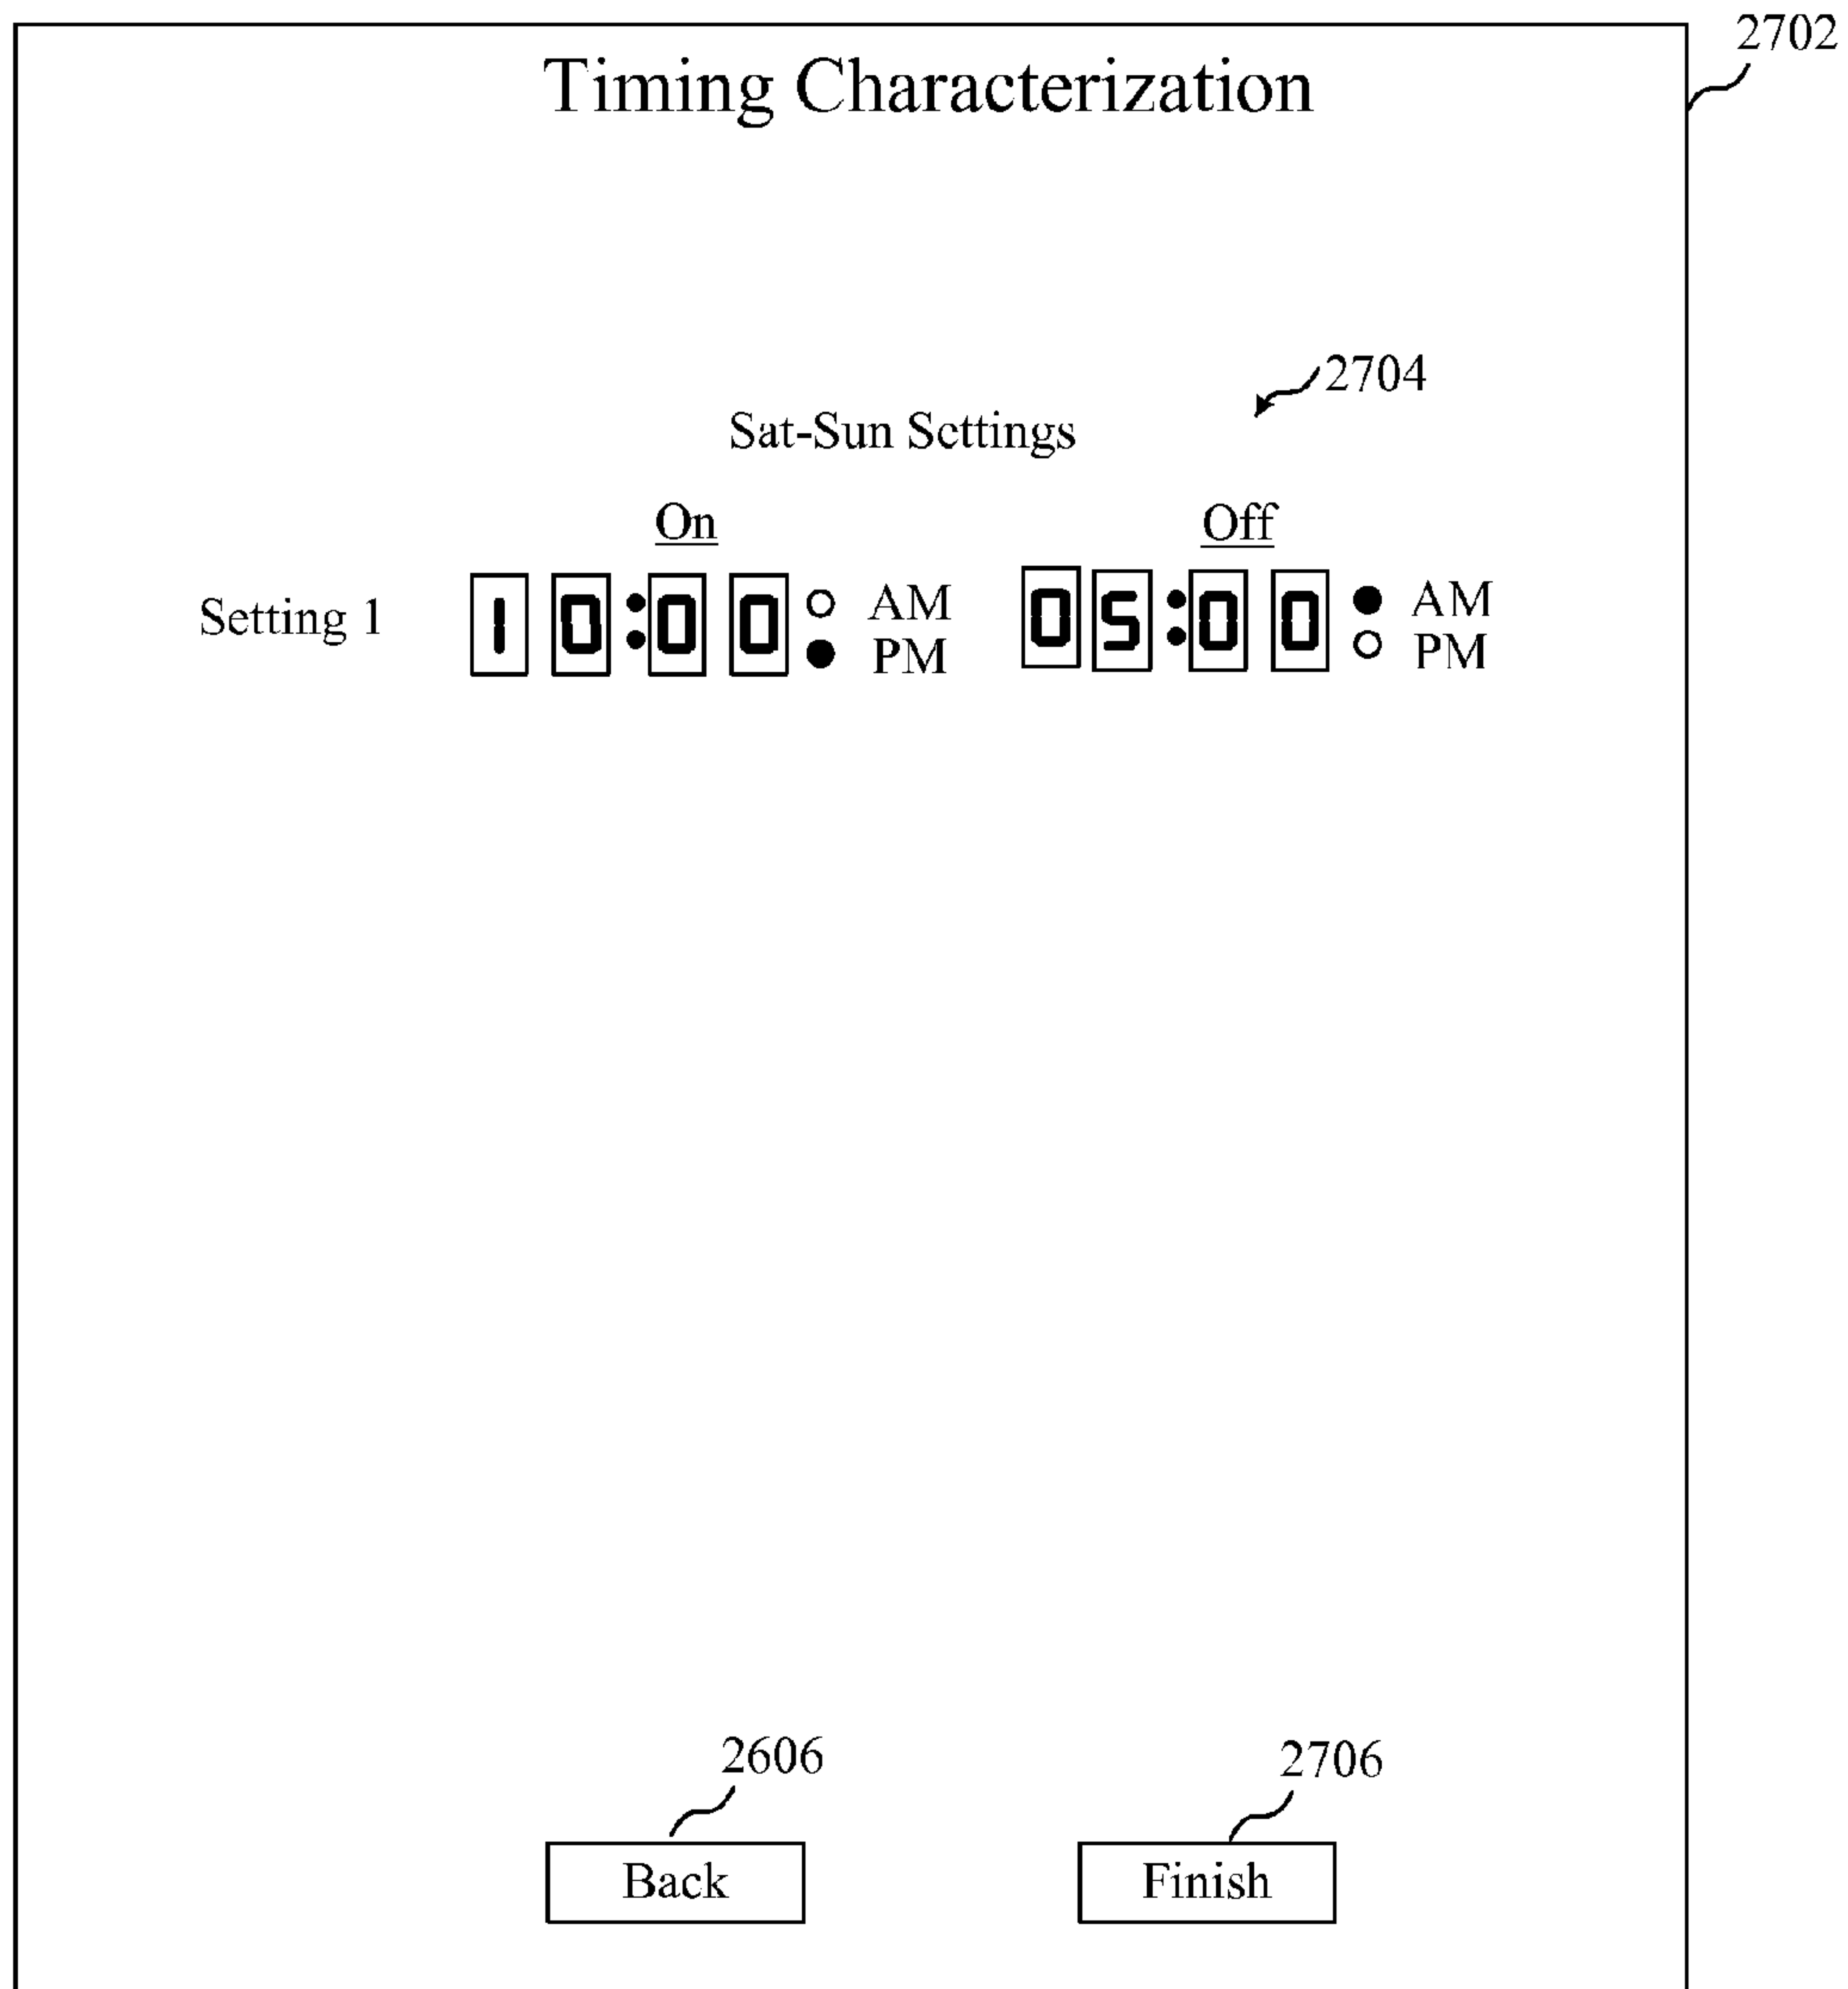 2702
Timing Characterization
2704
Sat-Sun Settings
On Off
Setting 1 10:00 AM PM 05:00 AM PM
2606 2706
Back Finish